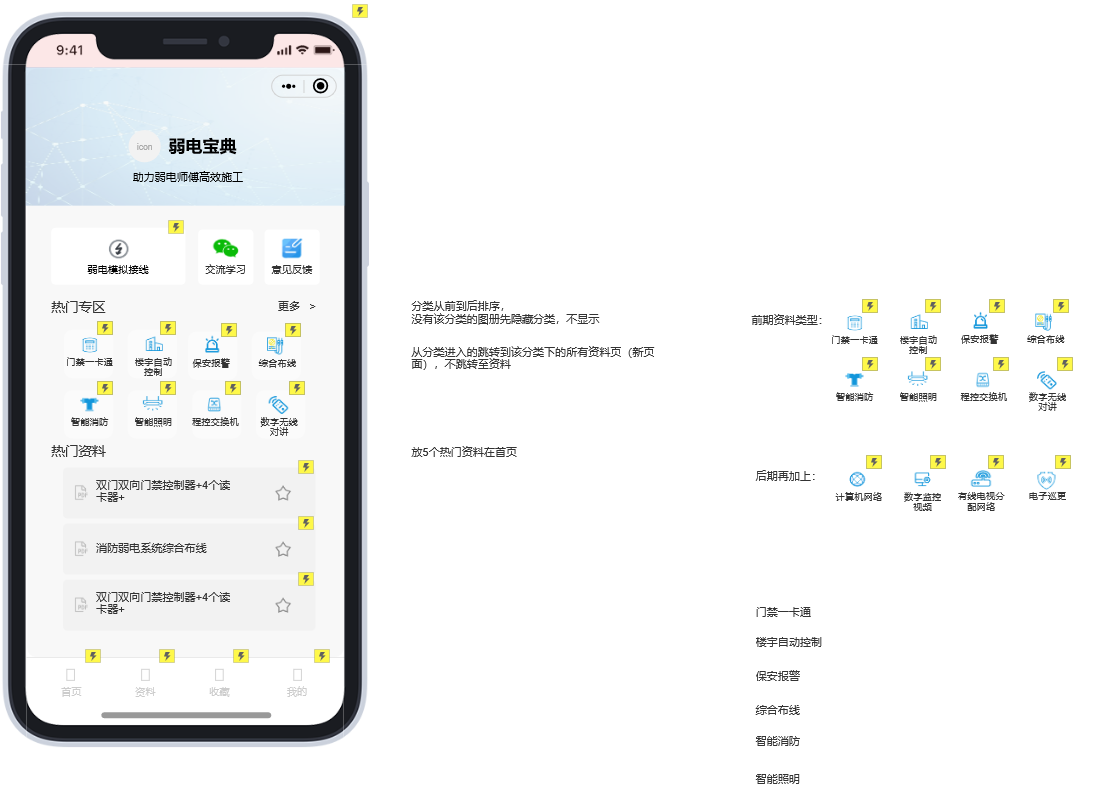 9:41
icon
弱电宝典
助力弱电师傅高效施工
弱电模拟接线
交流学习
意见反馈
热门专区
更多 >
门禁一卡通
楼宇自动
控制
保安报警
综合布线
智能消防
智能照明
程控交换机
数字无线
对讲
热门资料
PDF
双门双向门禁控制器+4个读
卡器+
PDF
消防弱电系统综合布线
PDF
双门双向门禁控制器+4个读
卡器+
首页
资料
收藏
我的
分类从前到后排序，
没有该分类的图册先隐藏分类，不显示
从分类进入的跳转到该分类下的所有资料页（新页
面），不跳转至资料
放5个热门资料在首页
前期资料类型：
门禁一卡通
楼宇自动
控制
保安报警
综合布线
智能消防
智能照明
程控交换机
数字无线
对讲
后期再加上：
计算机网络
数字监控
视频
有线电视分
配网络
电子巡更
门禁一卡通
楼宇自动控制
保安报警
综合布线
智能消防
智能照明